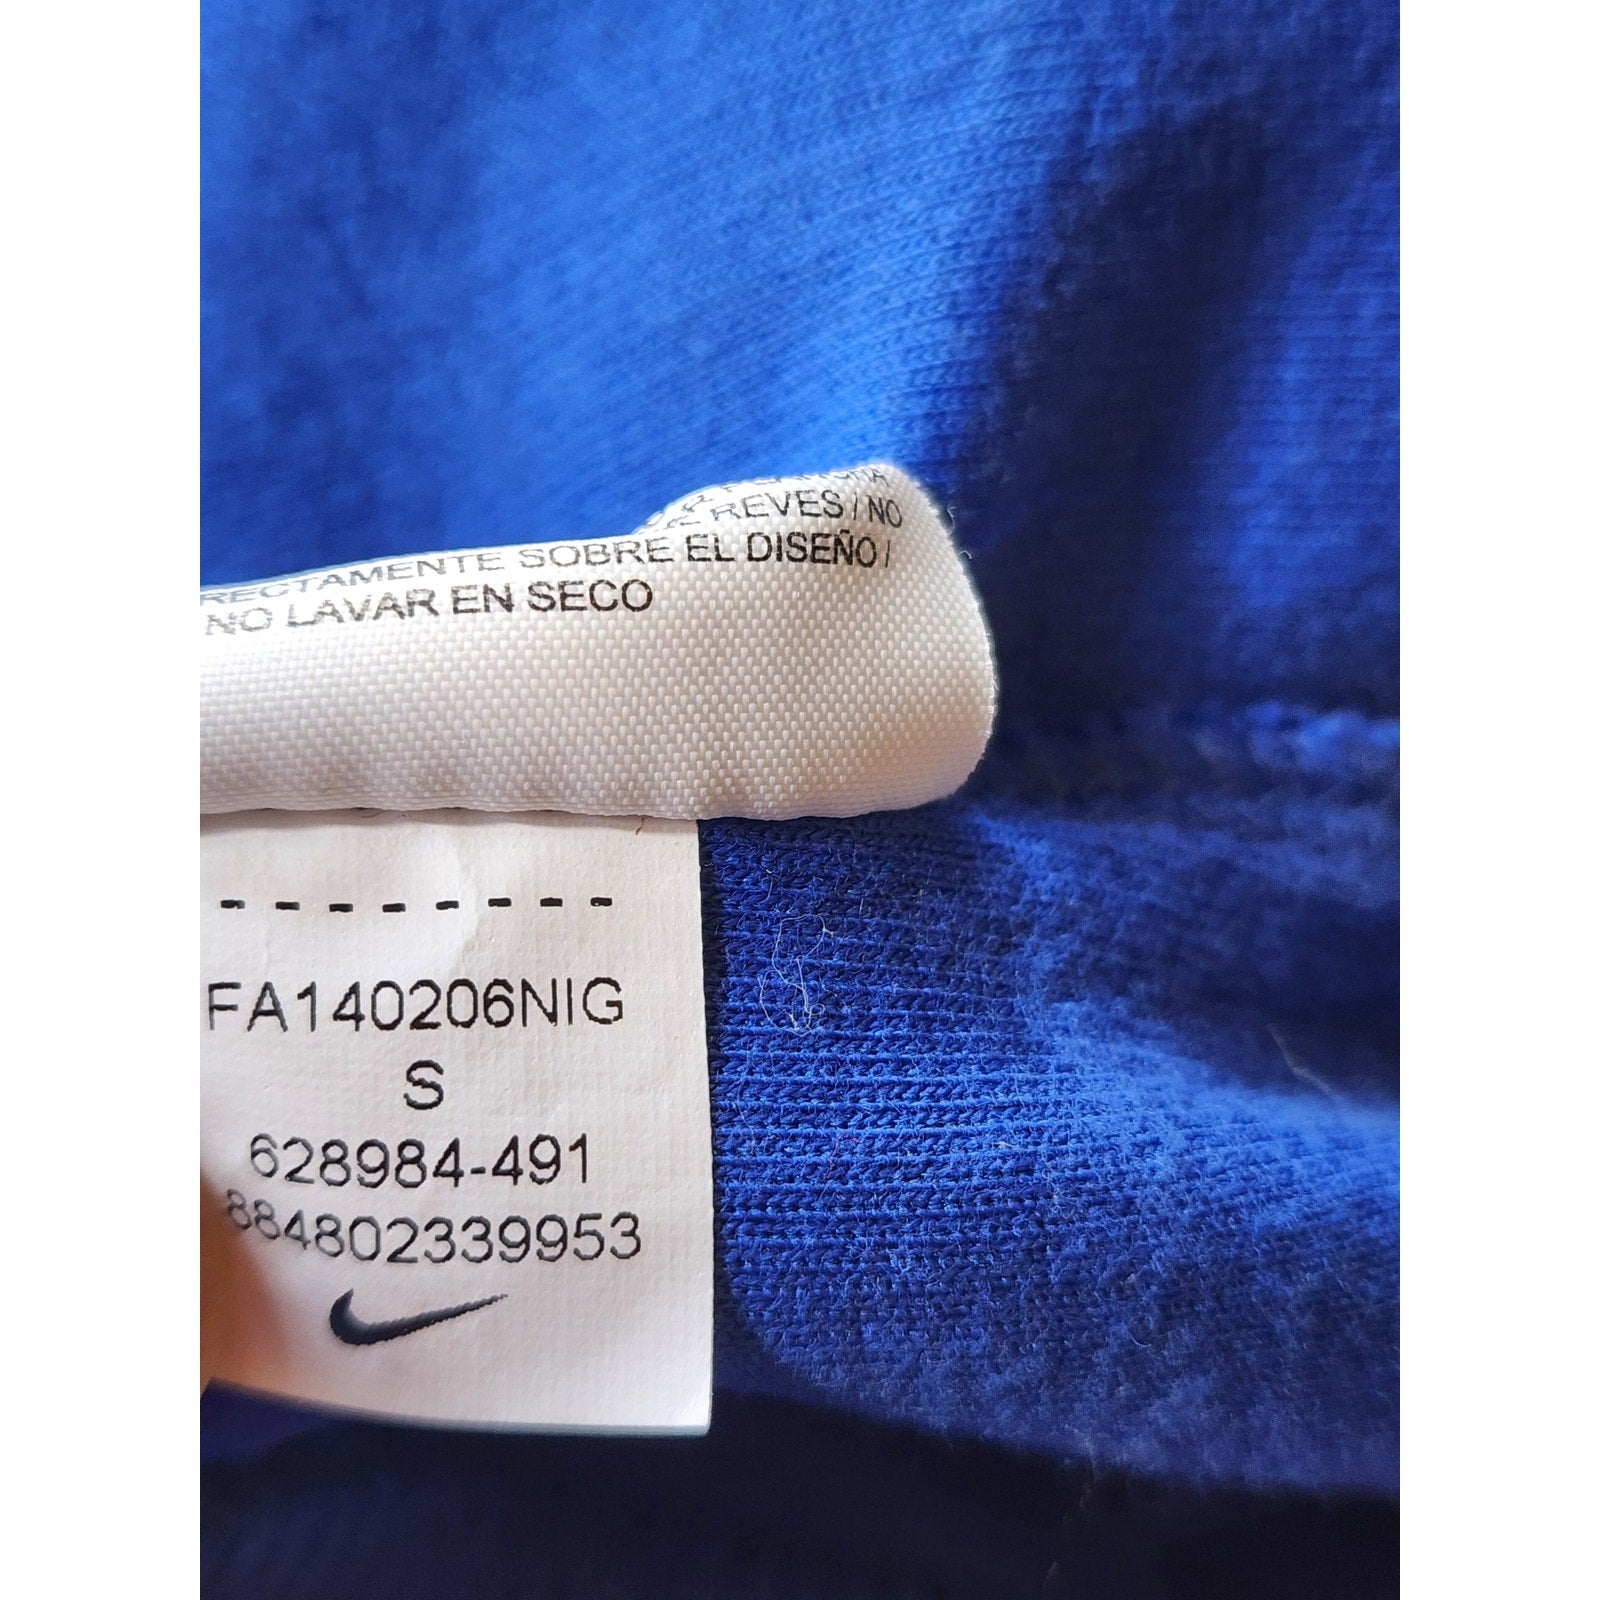 REVES / NO
RECTAMENTE SOBRE EL DISEÑO /
NO LAVAR EN SECO
FA140206NIG
S
628984-491
884802339953